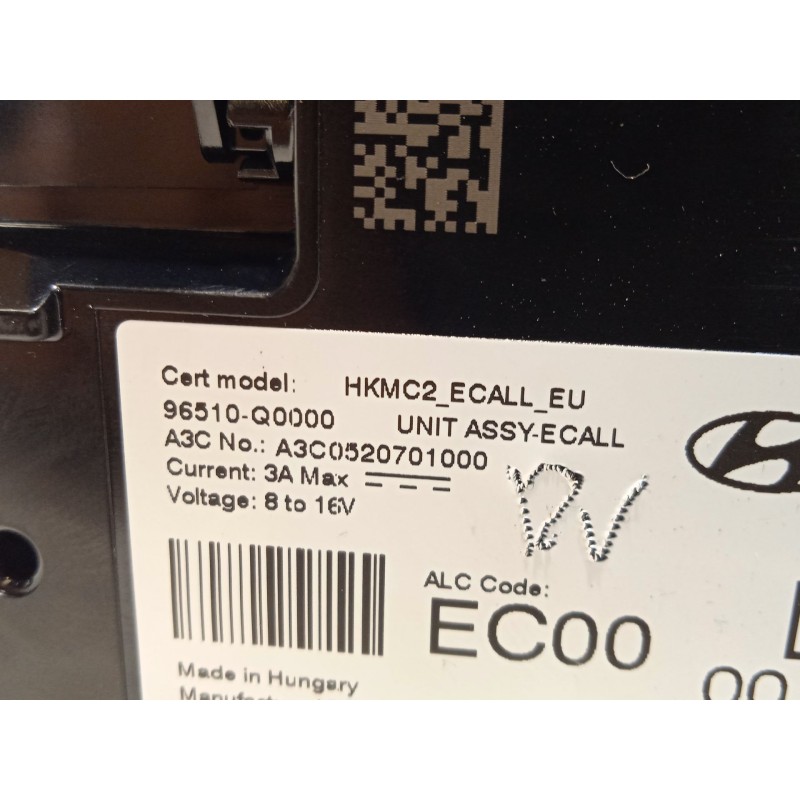 Cert model: HKMC2_ECALL_EU
96510-Q0000 UNIT ASSY-ECALL
A3C No.: A3C0520701000
Current: 3A Max
Voltage: 8 to 16V
ALC Code:
EC00
Made in Hungary
00